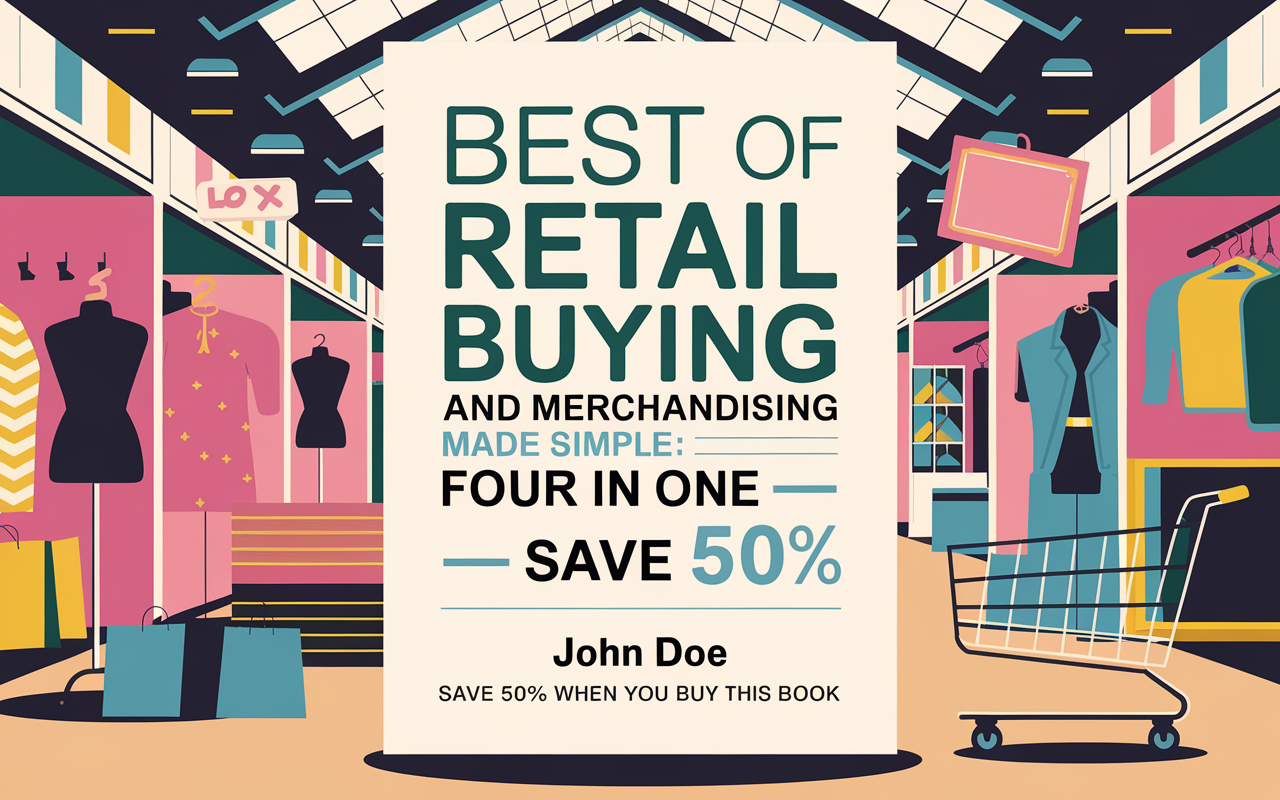 LO X
BEST OF
RETAIL
BUYING
AND MERCHANDISING
MADE SIMPLE:
FOUR IN ONE
SAVE 50%
John Doe
SAVE 50% WHEN YOU BUY THIS BOOK